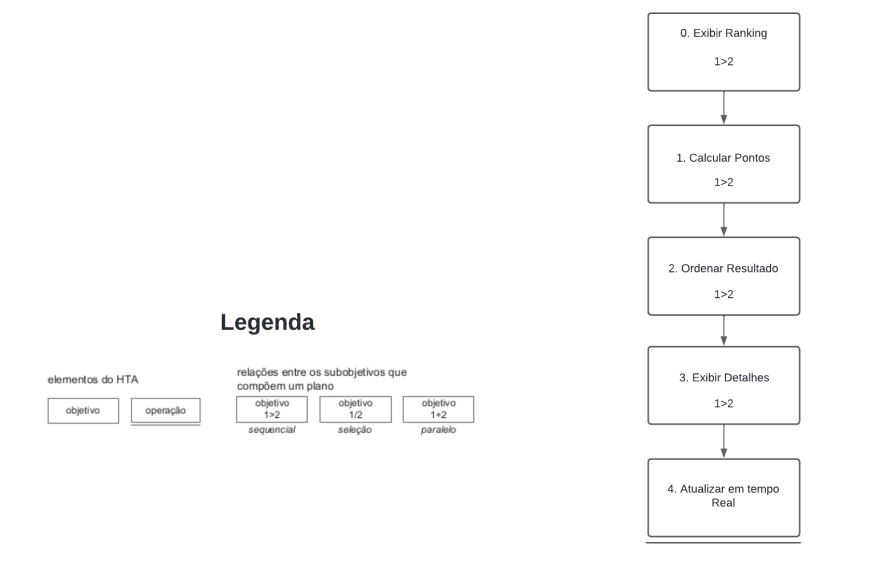 0. Exibir Ranking
1>2
1. Calcular Pontos
1>2
2. Ordenar Resultado
1>2
3. Exibir Detalhes
1>2
4. Atualizar em tempo
Real
Legenda
elementos do HTA
objetivo
operação
relações entre os subobjetivos que
compõem um plano
objetivo
1>2
sequencial
objetivo
1/2
seleção
objetivo
1+2
paralelo